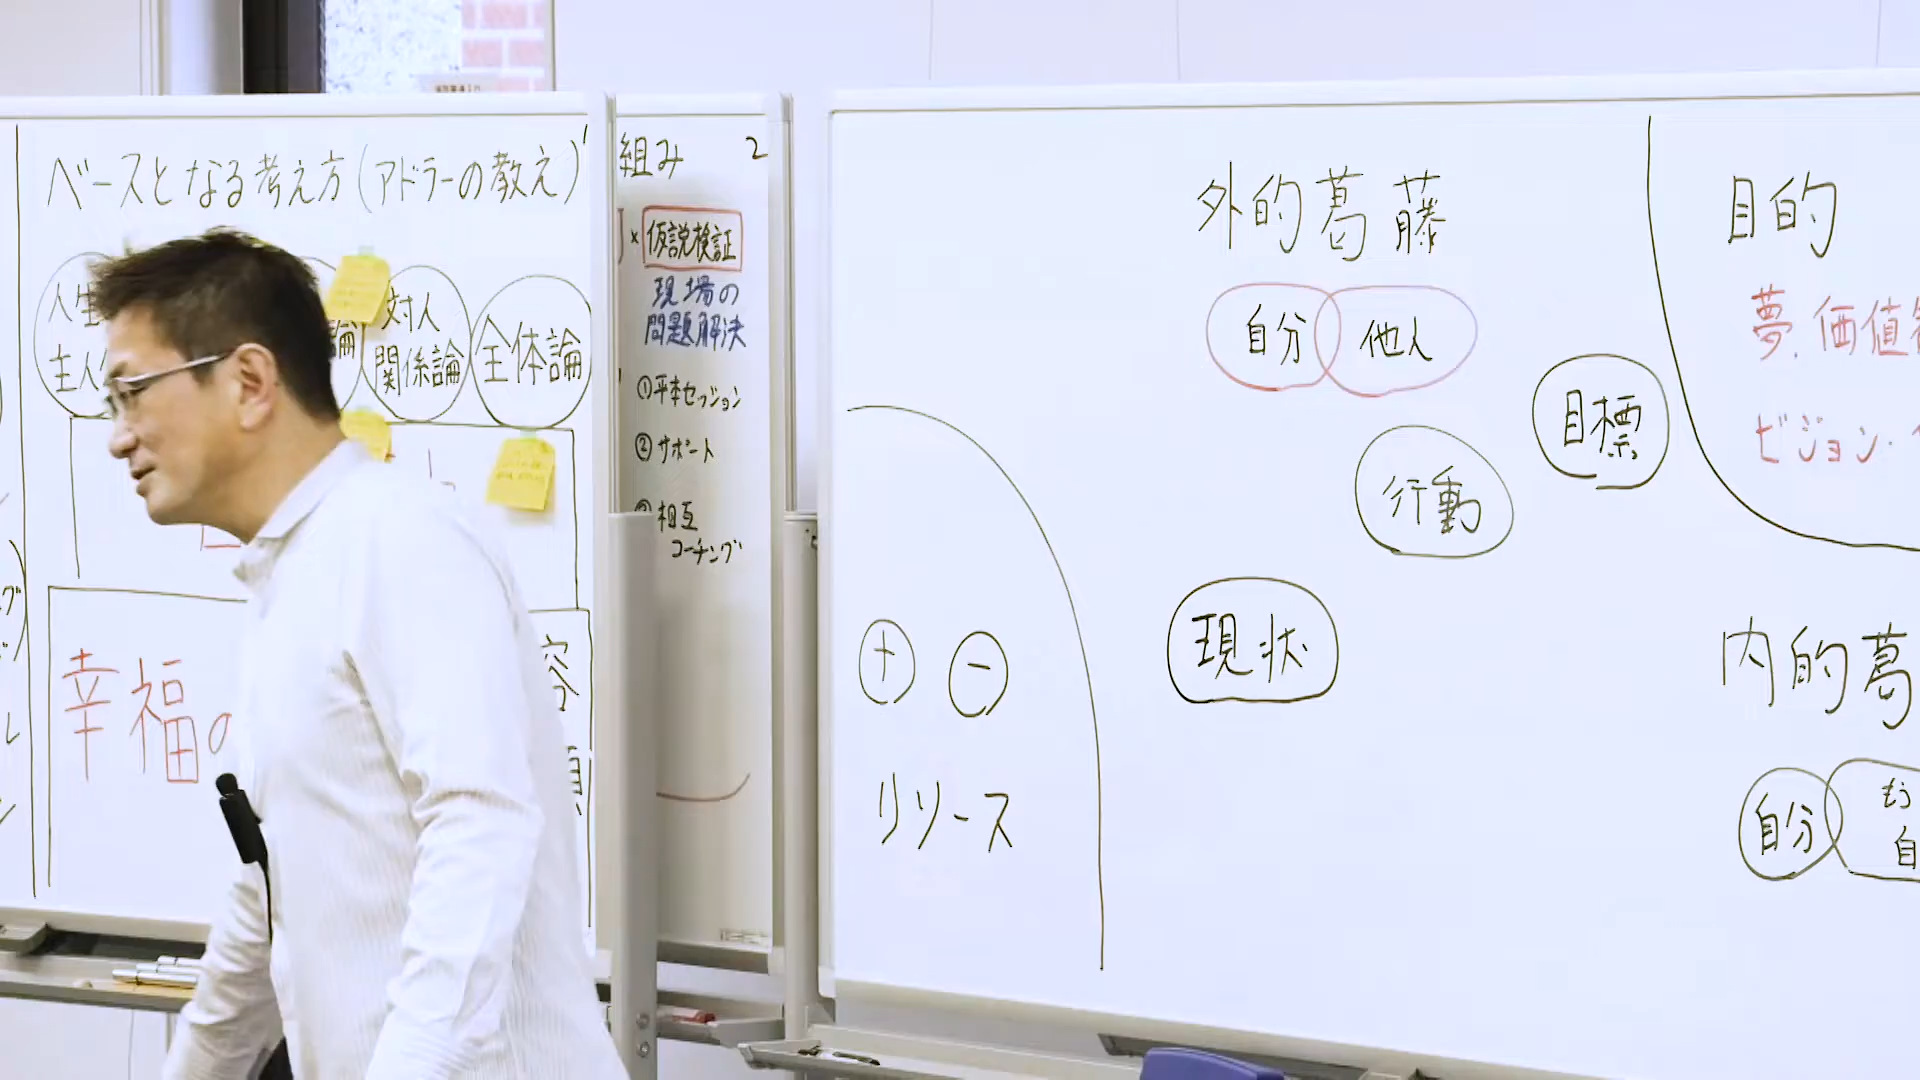 ベースとなる考え方(アドラーの教え)
人生
主人
論
対人
関係論
全体論
幸福の
容
組み 2
× 仮説検証
現場の
問題解決
①平本セッション
②サポート
相互
コーチング
外的葛藤
自分 他人
目的
夢、価値
ビジョン・
目標
行動
現状
+ −
リソース
内的葛
自分
もう
自